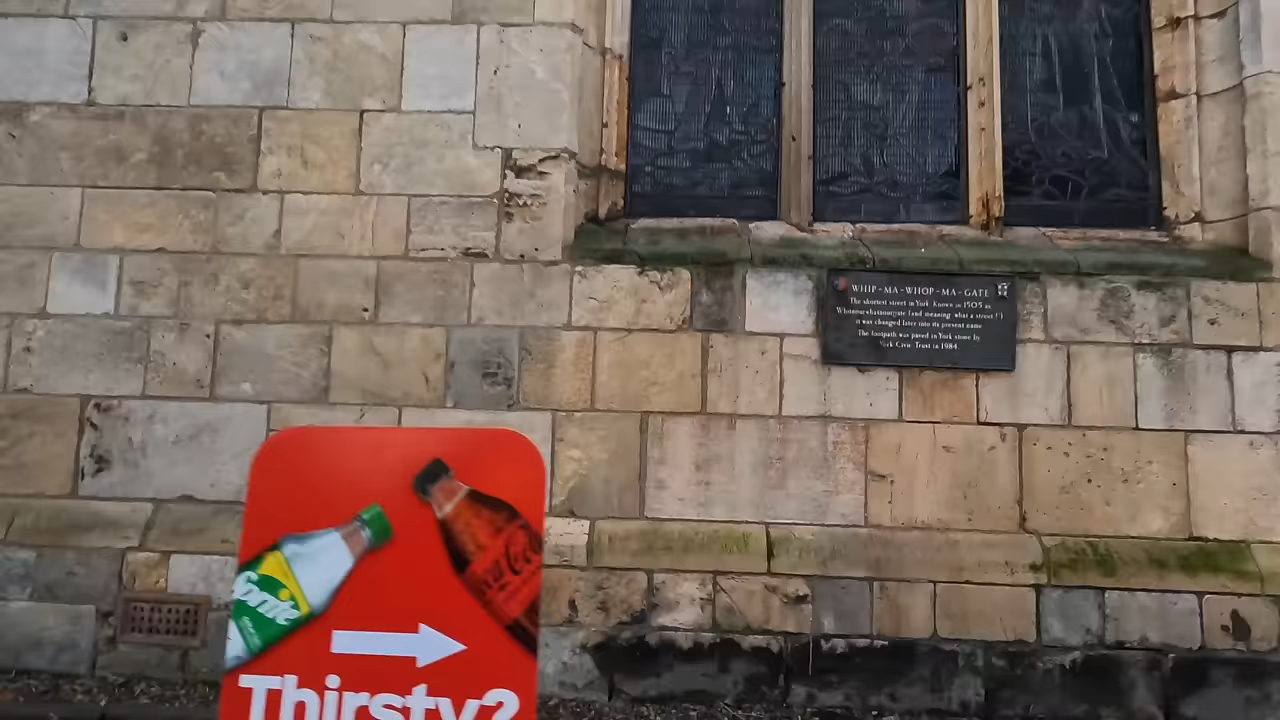 WHIP-MA-WHOP-MA-GATE
The shortest street in York. Known in 1505 as
Whitnourwhatnourgate (and meaning 'what a street!')
it was changed later into its present name
The footpath was paved in York stone by
York Civic Trust in 1984.
Sprite
Coca-Cola
Thirsty?